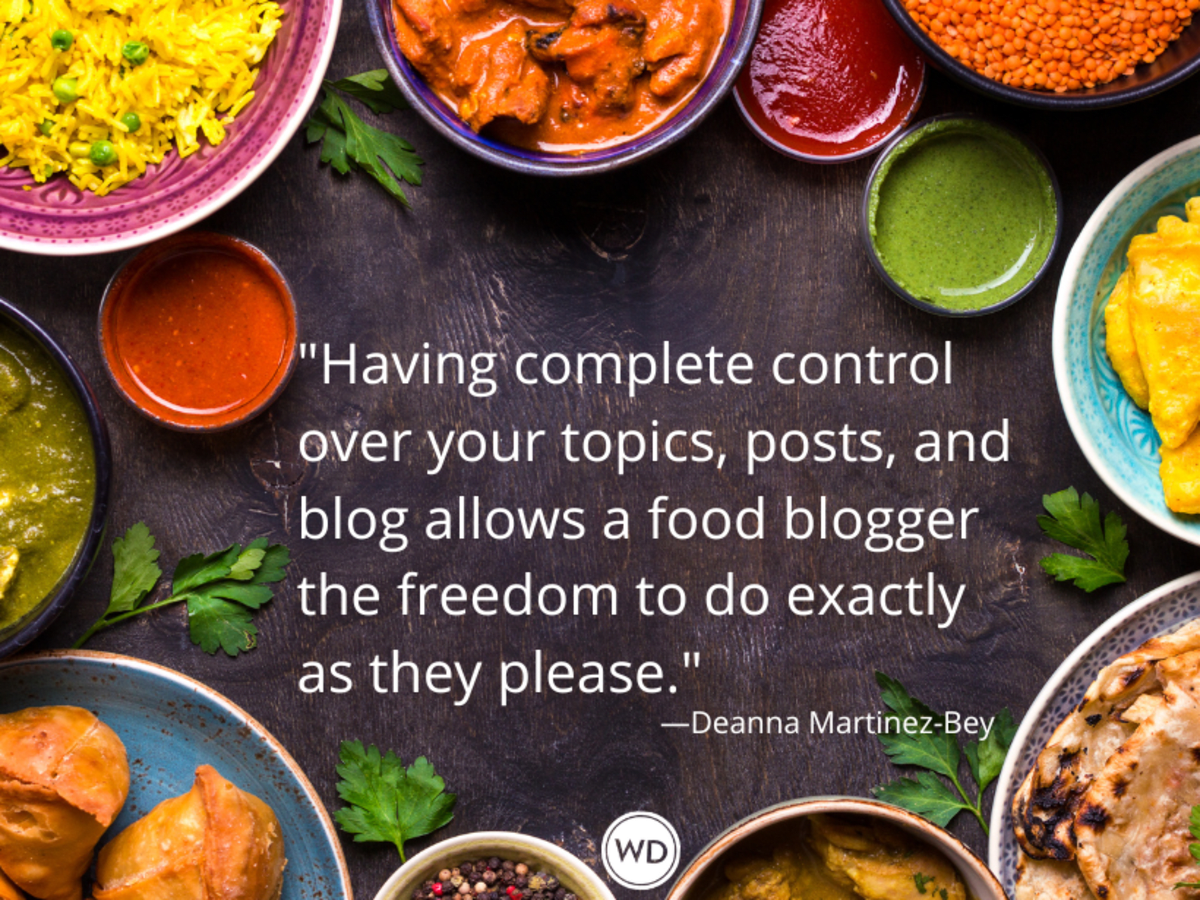 "Having complete control
over your topics, posts, and
blog allows a food blogger
the freedom to do exactly
as they please."
—Deanna Martinez-Bey
WD